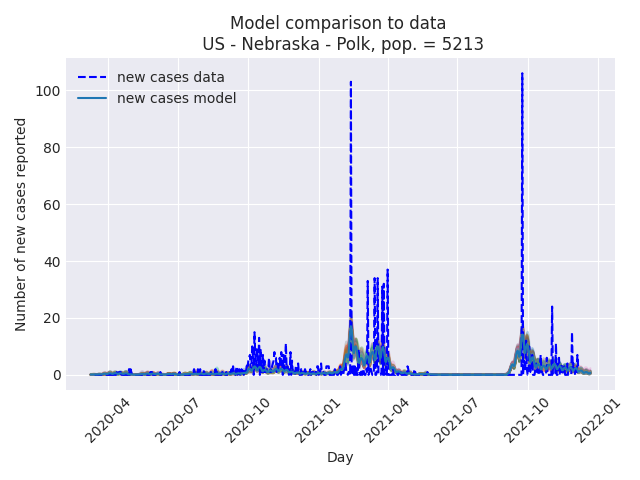 Model comparison to data
US - Nebraska - Polk, pop. = 5213
new cases data
new cases model
Number of new cases reported
100
80
60
40
20
0
2020-04
2020-07
2020-10
2021-01
2021-04
2021-07
2021-10
2022-01
Day